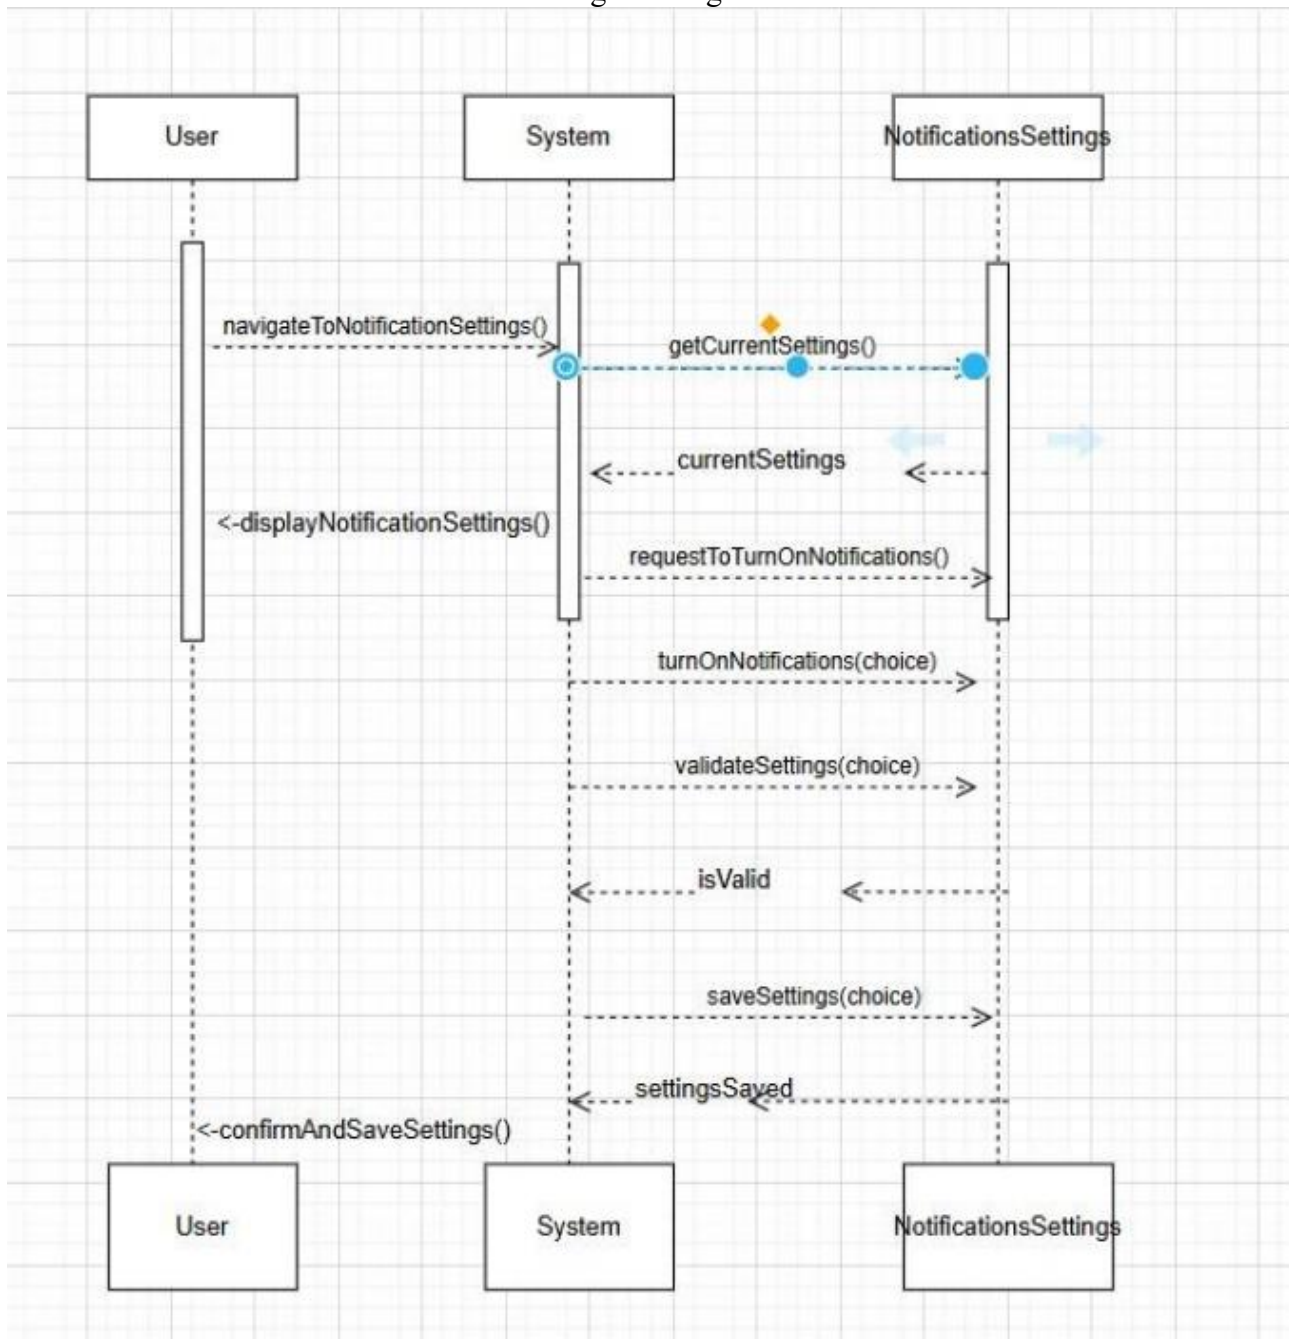 User
System
NotificationsSettings
navigateToNotificationSettings()
getCurrentSettings()
currentSettings
<-displayNotificationSettings()
requestToTurnOnNotifications()
turnOnNotifications(choice)
validateSettings(choice)
isValid
saveSettings(choice)
settingsSaved
<-confirmAndSaveSettings()
User
System
NotificationsSettings